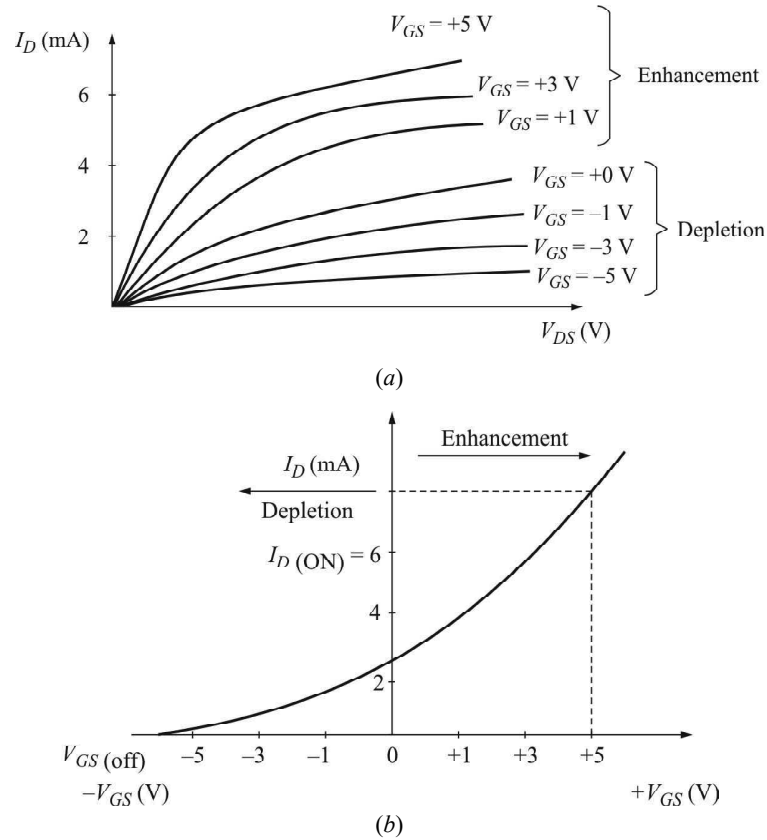 V_GS = +5 V
I_D (mA)
Enhancement
6
V_GS = +3 V
V_GS = +1 V
4
V_GS = +0 V
V_GS = –1 V
Depletion
2
V_GS = –3 V
V_GS = –5 V
V_DS (V)
(a)
Enhancement
I_D (mA)
Depletion
I_D (ON) = 6
4
2
V_GS (off) –5 –3 –1 0 +1 +3 +5
–V_GS (V) +V_GS (V)
(b)